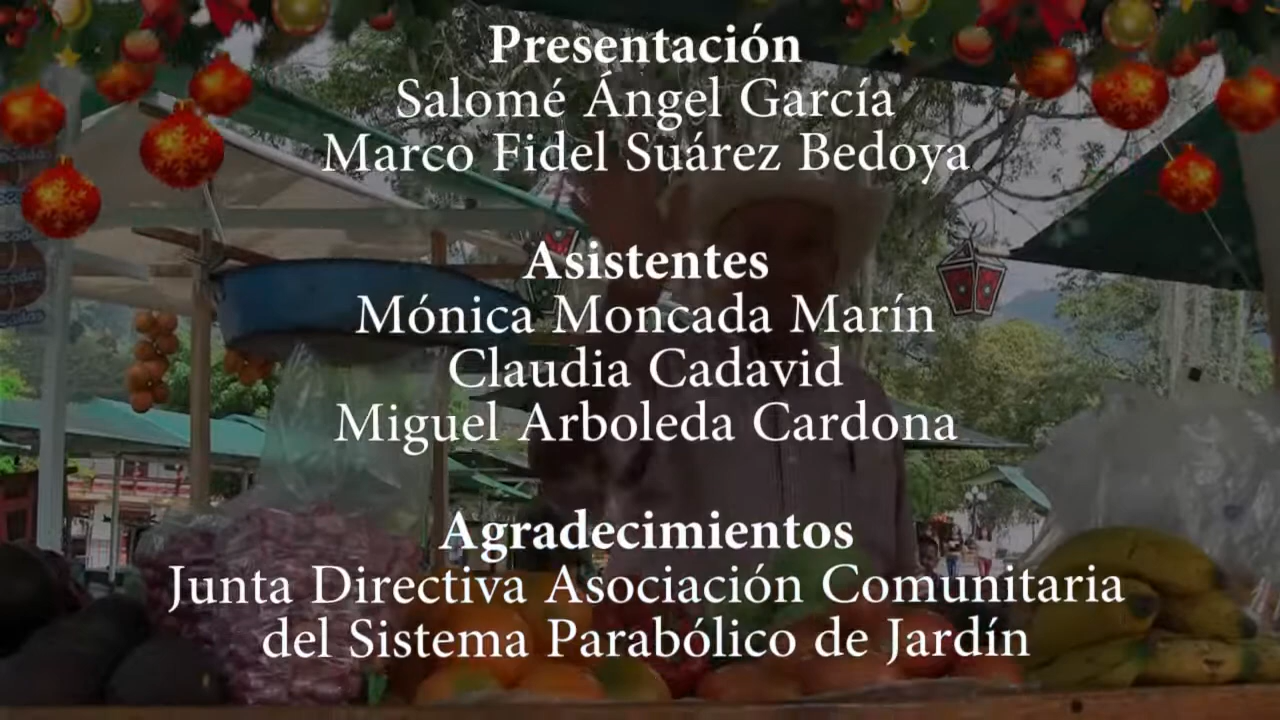 Presentación
Salomé Ángel García
Marco Fidel Suárez Bedoya
Asistentes
Mónica Moncada Marín
Claudia Cadavid
Miguel Arboleda Cardona
Agradecimientos
Junta Directiva Asociación Comunitaria
del Sistema Parabólico de Jardín